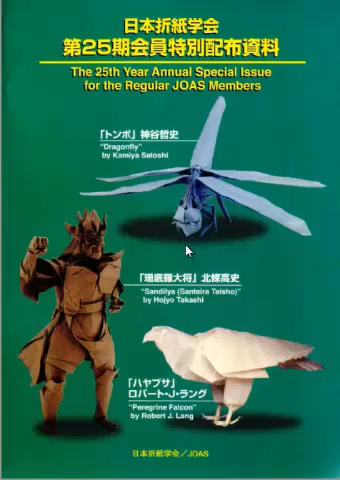 日本折紙学会
第25期会員特別配布資料
The 25th Year Annual Special Issue
for the Regular JOAS Members
「トンボ」神谷哲史
“Dragonfly”
by Kamiya Satoshi
「珊底羅大将」北條高史
“Sandilya (Santeira Taisho)”
by Hojyo Takashi
「ハヤブサ」
ロバート・J・ラング
“Peregrine Falcon”
by Robert J. Lang
日本折紙学会／JOAS